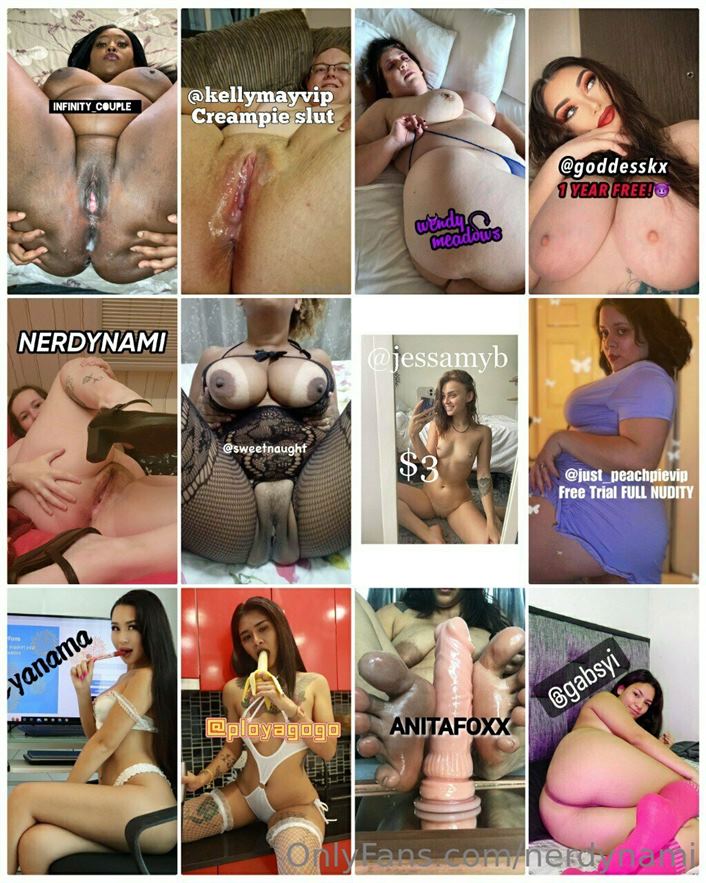 INFINITY_COUPLE
@kellymayvip
Creampie slut
wendy
meadows
@goddesskx
1 YEAR FREE!😈
NERDYNAMI
@sweetnaught
@jessamyb
$3
@just_peachpievip
Free Trial FULL NUDITY
yanama
@ployagogo
ANITAFOXX
@gabsyi
OnlyFans.com/nerdynami